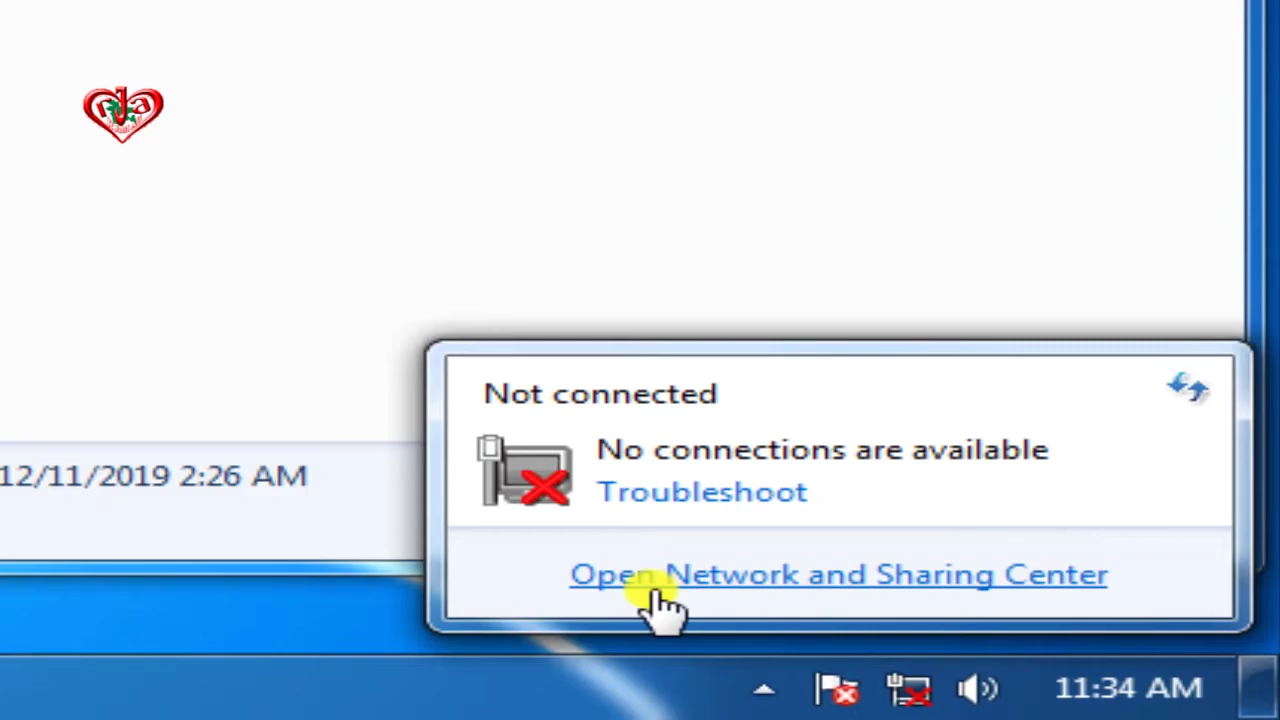 nJa
Not connected
No connections are available
Troubleshoot
12/11/2019 2:26 AM
Open Network and Sharing Center
11:34 AM